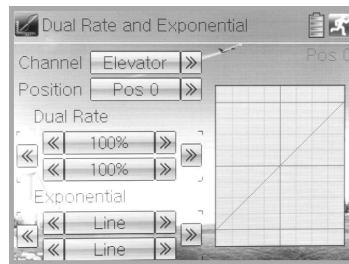 Dual Rate and Exponential
Pos 0
Channel Elevator
Position Pos 0
Dual Rate
100%
100%
Exponential
Line
Line